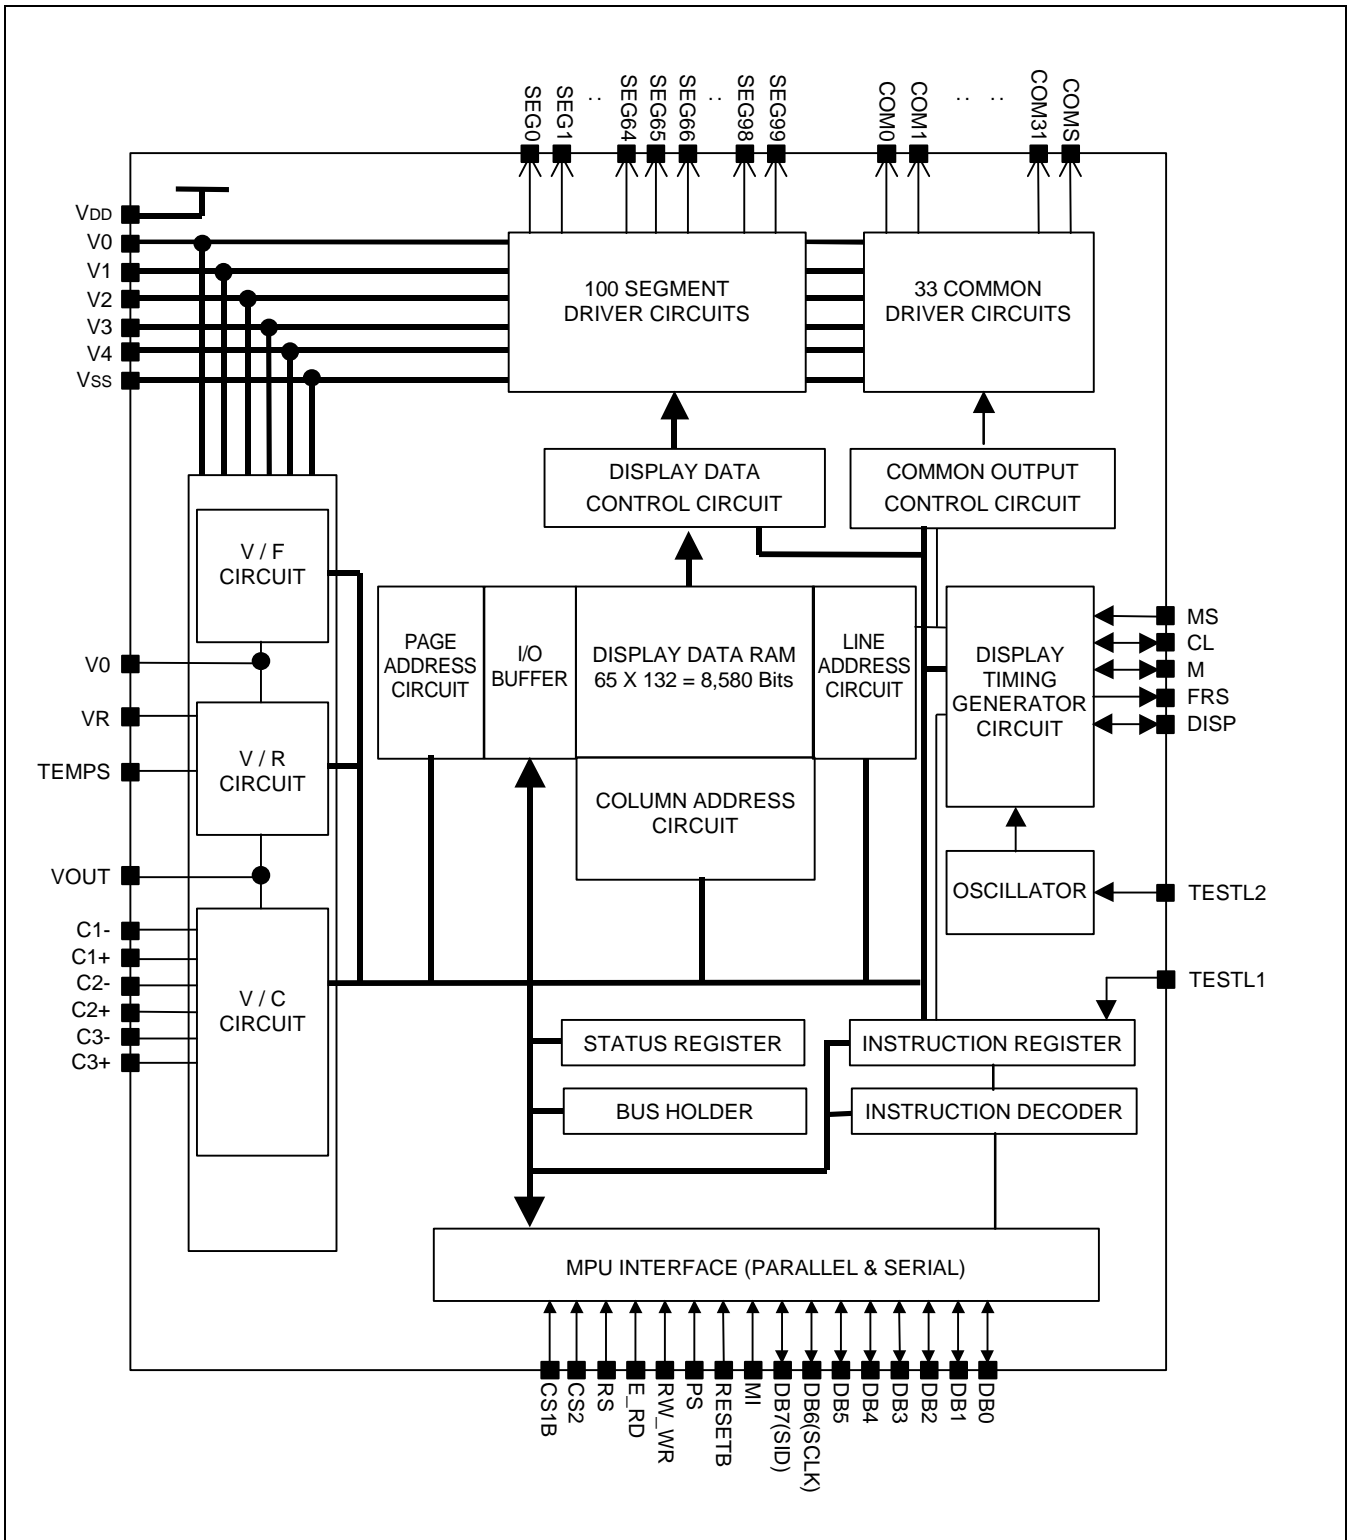 SEG0
SEG1
..
SEG64
SEG65
SEG66
..
SEG98
SEG99
COM0
COM1
.. ..
COM31
COMS
VDD
V0
V1
V2
V3
V4
VSS
100 SEGMENT
DRIVER CIRCUITS
33 COMMON
DRIVER CIRCUITS
DISPLAY DATA
CONTROL CIRCUIT
COMMON OUTPUT
CONTROL CIRCUIT
V / F
CIRCUIT
V0
VR
V / R
CIRCUIT
TEMPS
VOUT
C1-
C1+
C2-
C2+
C3-
C3+
V / C
CIRCUIT
PAGE
ADDRESS
CIRCUIT
I/O
BUFFER
DISPLAY DATA RAM
65 X 132 = 8,580 Bits
LINE
ADDRESS
CIRCUIT
COLUMN ADDRESS
CIRCUIT
DISPLAY
TIMING
GENERATOR
CIRCUIT
MS
CL
M
FRS
DISP
OSCILLATOR
TESTL2
TESTL1
STATUS REGISTER
INSTRUCTION REGISTER
BUS HOLDER
INSTRUCTION DECODER
MPU INTERFACE (PARALLEL & SERIAL)
CS1B
CS2
RS
E_RD
RW_WR
PS
RESETB
MI
DB7(SID)
DB6(SCLK)
DB5
DB4
DB3
DB2
DB1
DB0